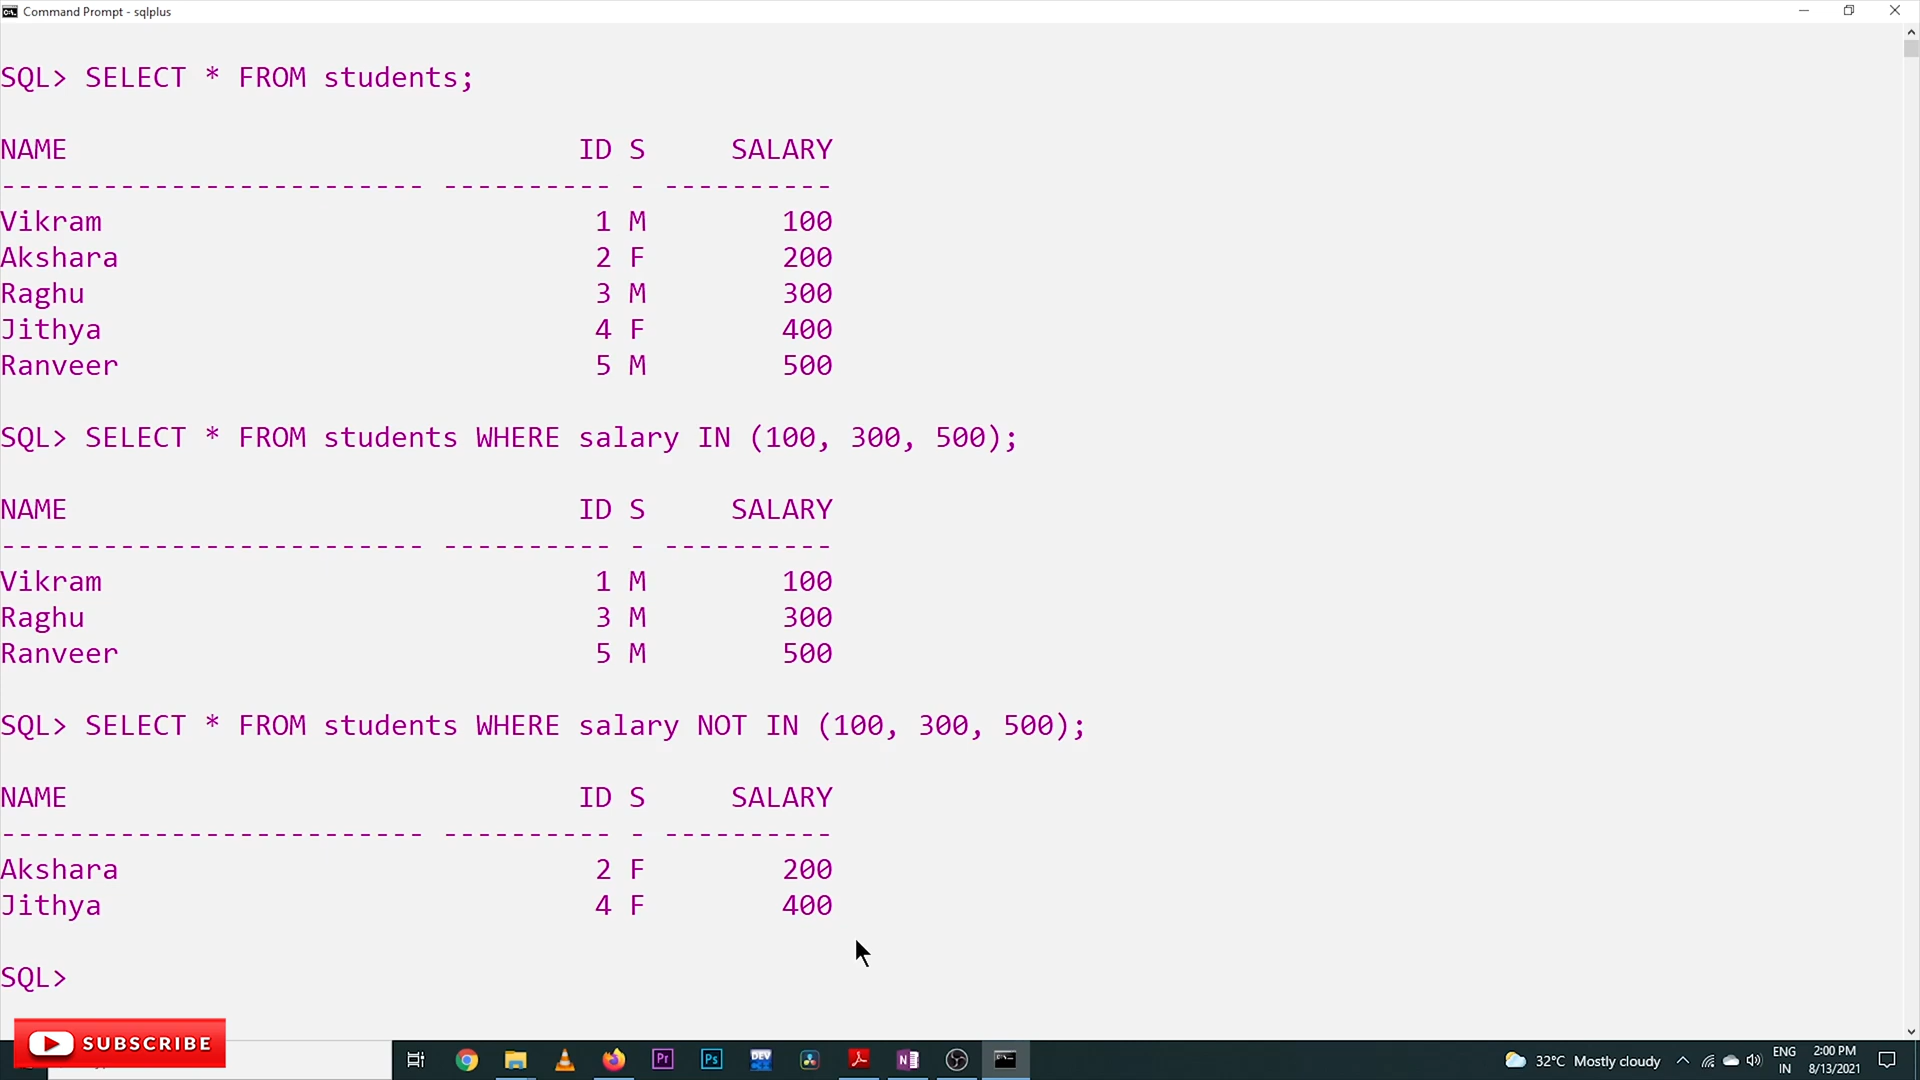 Command Prompt - sqlplus
SQL> SELECT * FROM students;
NAME ID S SALARY
------------------------- ---------- - ----------
Vikram 1 M 100
Akshara 2 F 200
Raghu 3 M 300
Jithya 4 F 400
Ranveer 5 M 500
SQL> SELECT * FROM students WHERE salary IN (100, 300, 500);
NAME ID S SALARY
------------------------- ---------- - ----------
Vikram 1 M 100
Raghu 3 M 300
Ranveer 5 M 500
SQL> SELECT * FROM students WHERE salary NOT IN (100, 300, 500);
NAME ID S SALARY
------------------------- ---------- - ----------
Akshara 2 F 200
Jithya 4 F 400
SQL>
SUBSCRIBE
Pr Ps DEV N
32°C Mostly cloudy
ENG
IN
2:00 PM
8/13/2021